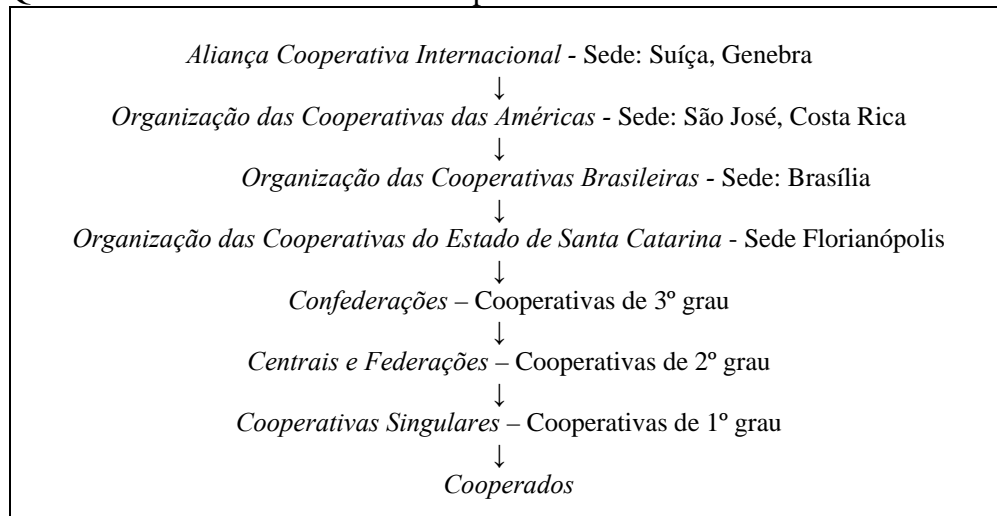 Aliança Cooperativa Internacional - Sede: Suíça, Genebra
↓
Organização das Cooperativas das Américas - Sede: São José, Costa Rica
↓
Organização das Cooperativas Brasileiras - Sede: Brasília
↓
Organização das Cooperativas do Estado de Santa Catarina - Sede Florianópolis
↓
Confederações – Cooperativas de 3º grau
↓
Centrais e Federações – Cooperativas de 2º grau
↓
Cooperativas Singulares – Cooperativas de 1º grau
↓
Cooperados